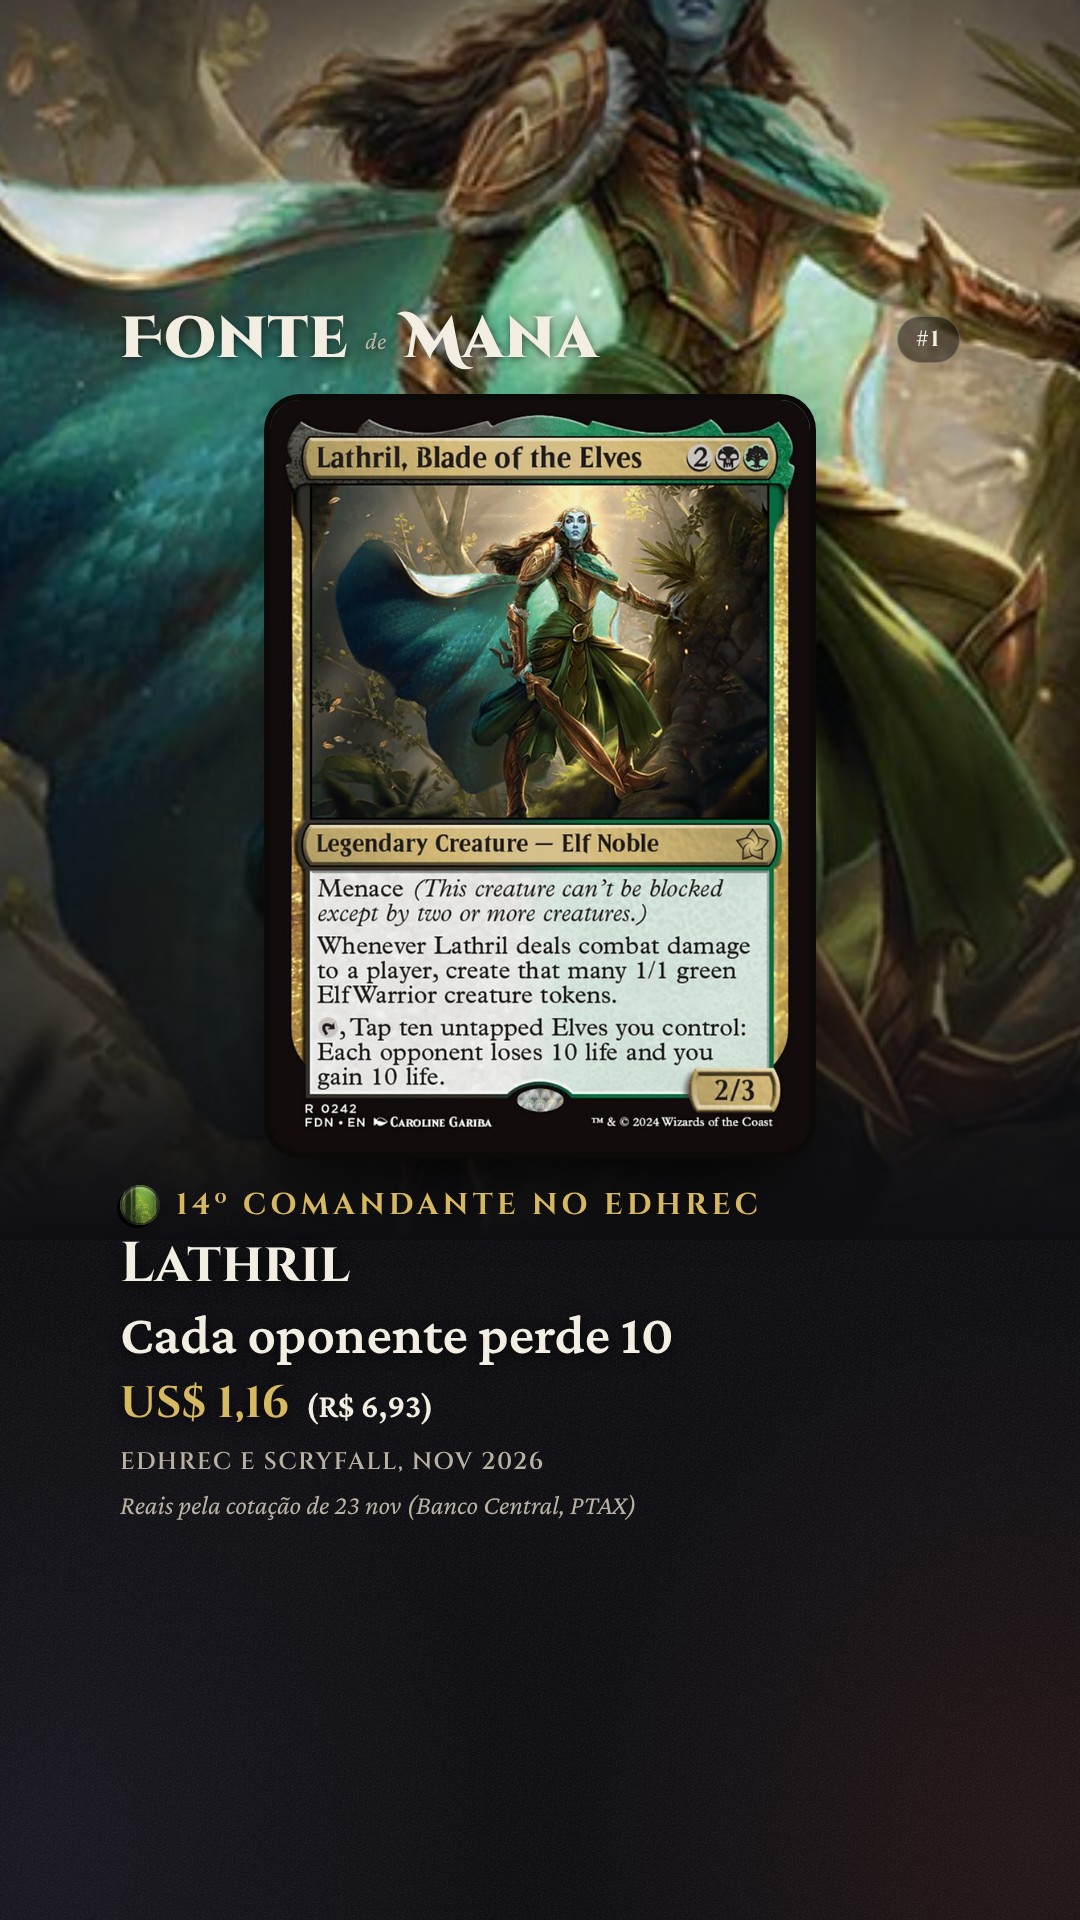 FONTE de MANA
#1
Lathril, Blade of the Elves 2
Legendary Creature — Elf Noble
Menace (This creature can't be blocked
except by two or more creatures.)
Whenever Lathril deals combat damage
to a player, create that many 1/1 green
Elf Warrior creature tokens.
, Tap ten untapped Elves you control:
Each opponent loses 10 life and you
gain 10 life.
2/3
R 0242
FDN • EN CAROLINE GARIBA
™ & © 2024 Wizards of the Coast
14º COMANDANTE NO EDHREC
LATHRIL
Cada oponente perde 10
US$ 1,16 (R$ 6,93)
EDHREC E SCRYFALL, NOV 2026
Reais pela cotação de 23 nov (Banco Central, PTAX)